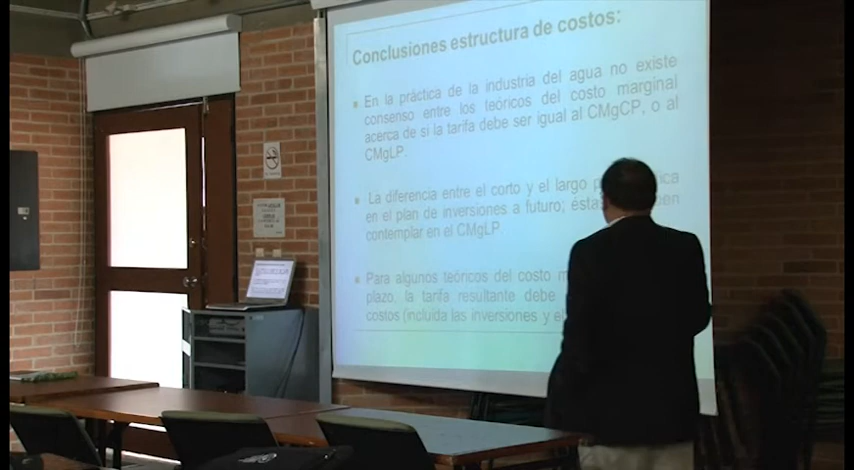 Conclusiones estructura de costos:
En la práctica de la industria del agua no existe
consenso entre los teóricos del costo marginal
acerca de si la tarifa debe ser igual al CMgCP, o al
CMgLP.
La diferencia entre el corto y el largo
en el plan de inversiones a futuro;
contemplar en el CMgLP.
Para algunos teóricos del costo
plazo, la tarifa resultante debe
costos (incluida las inversiones y